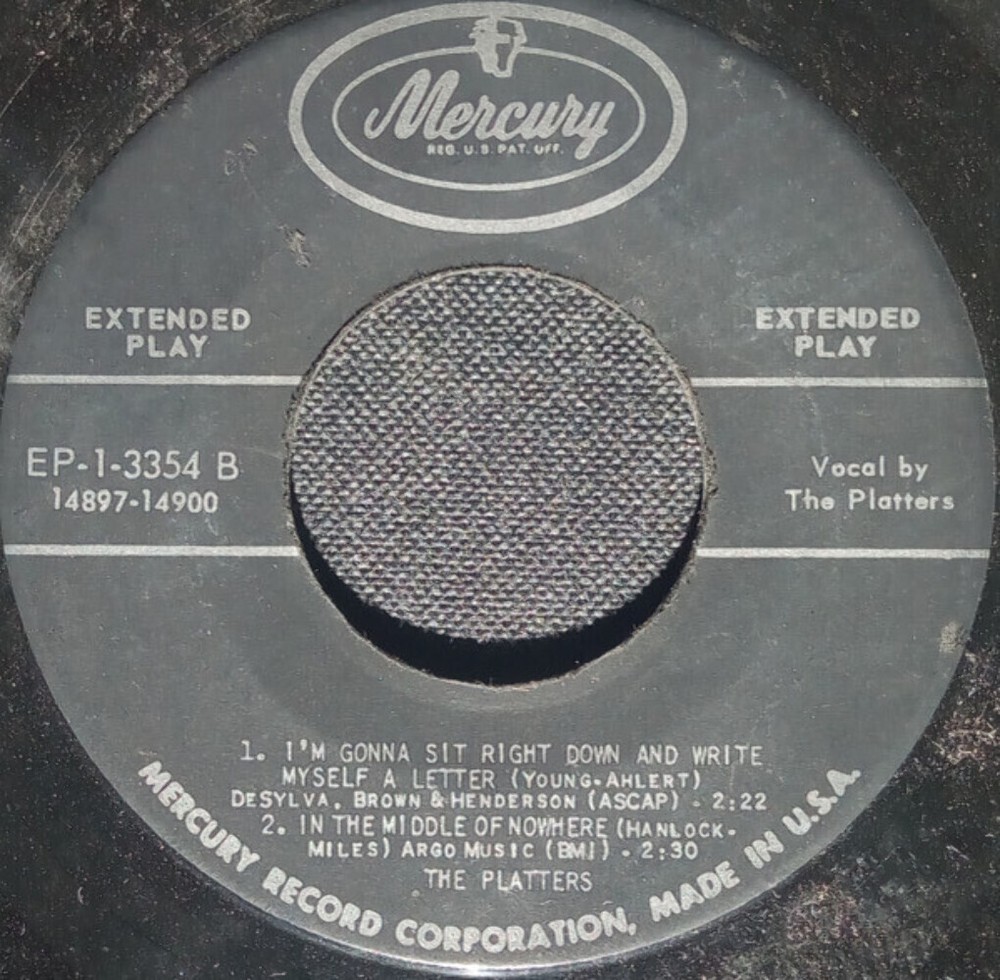 Mercury
REG. U.S. PAT. OFF.
EXTENDED
PLAY
EXTENDED
PLAY
EP-1-3354 B
14897-14900
Vocal by
The Platters
1. I'M GONNA SIT RIGHT DOWN AND WRITE
MYSELF A LETTER (YOUNG-AHLERT)
DESYLVA, BROWN & HENDERSON (ASCAP) - 2:22
2. IN THE MIDDLE OF NOWHERE (HANLOCK-
MILES) ARGO MUSIC (BMI) - 2:30
THE PLATTERS
MERCURY RECORD CORPORATION, MADE IN U.S.A.